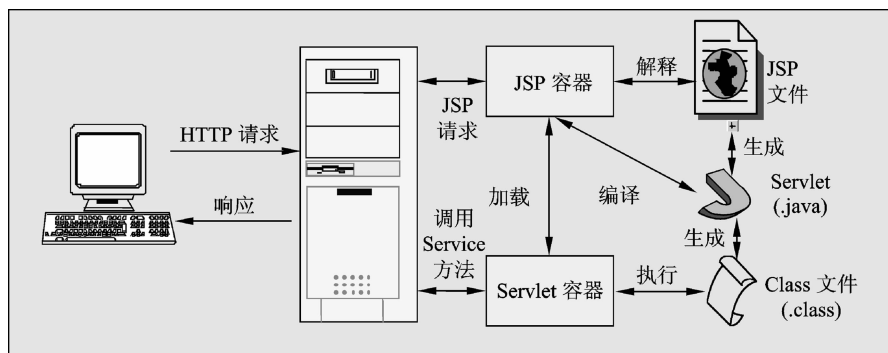 HTTP 请求
响应
JSP
请求
调用
Service
方法
JSP 容器
加载
Servlet 容器
解释
编译
执行
JSP
文件
生成
Servlet
(.java)
生成
Class 文件
(.class)